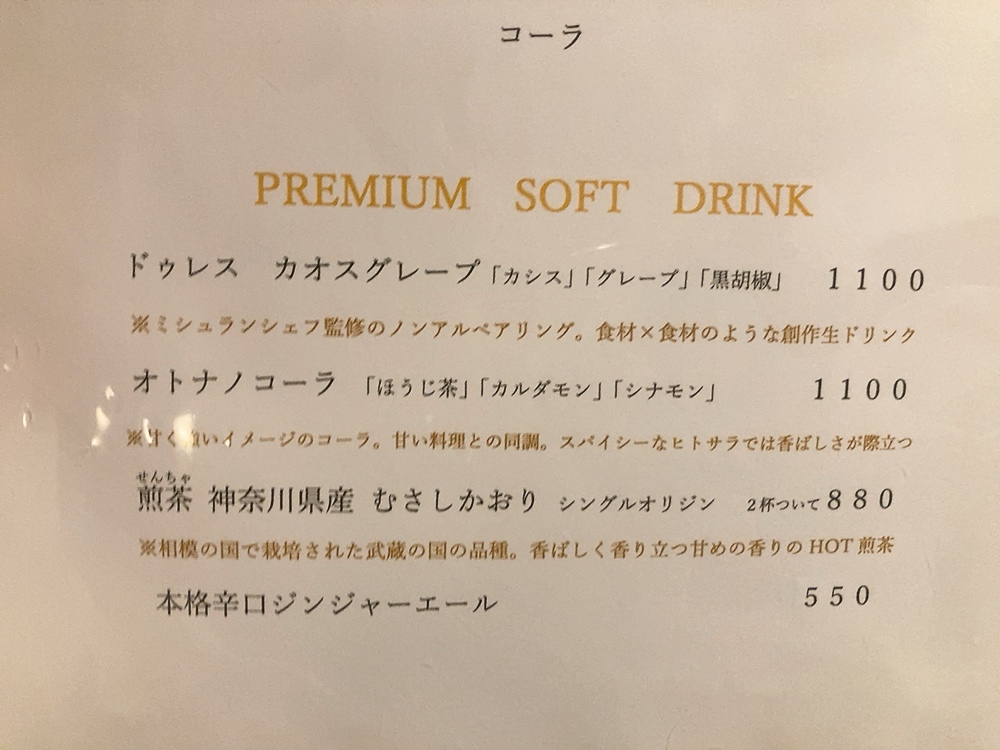 コーラ
PREMIUM SOFT DRINK
ドゥレス カオスグレープ「カシス」「グレープ」「黒胡椒」 1100
※ミシュランシェフ監修のノンアルペアリング。食材×食材のような創作生ドリンク
オトナノコーラ 「ほうじ茶」「カルダモン」「シナモン」 1100
※甘く強いイメージのコーラ。甘い料理との同調。スパイシーなヒトサラでは香ばしさが際立つ
せんちゃ
煎茶 神奈川県産 むさしかおり シングルオリジン 2杯ついて880
※相模の国で栽培された武蔵の国の品種。香ばしく香り立つ甘めの香りのHOT煎茶
本格辛口ジンジャーエール 550